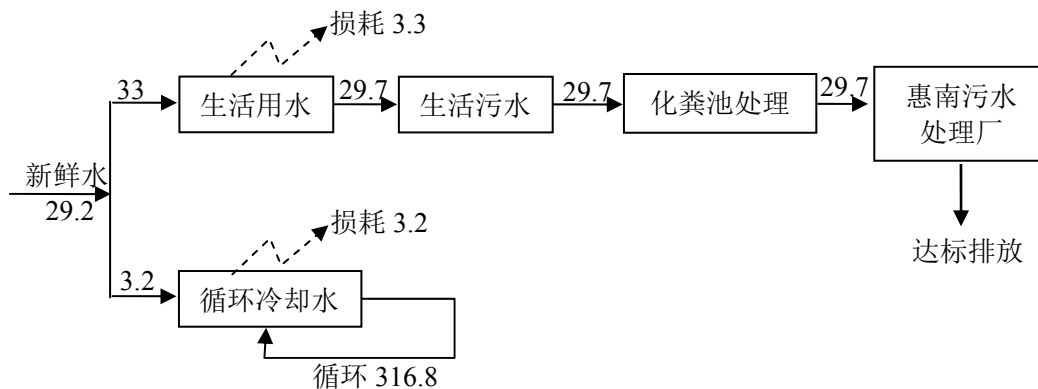 损耗 3.3
33
生活用水
29.7
生活污水
29.7
化粪池处理
29.7
惠南污水
处理厂
新鲜水
29.2
损耗 3.2
达标排放
3.2
循环冷却水
循环 316.8